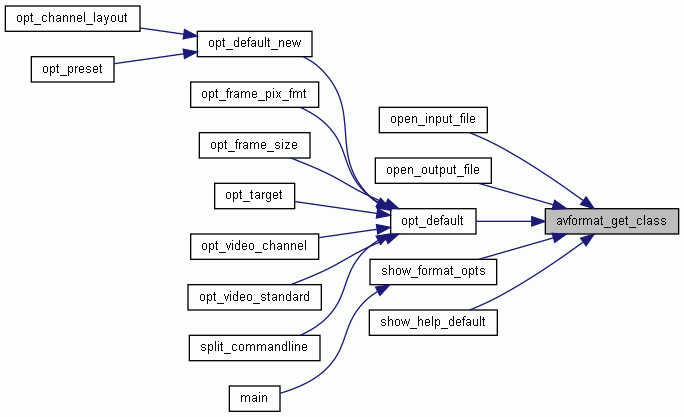 opt_channel_layout
opt_default_new
opt_preset
opt_frame_pix_fmt
open_input_file
opt_frame_size
open_output_file
opt_target
opt_default
avformat_get_class
opt_video_channel
show_format_opts
opt_video_standard
show_help_default
split_commandline
main